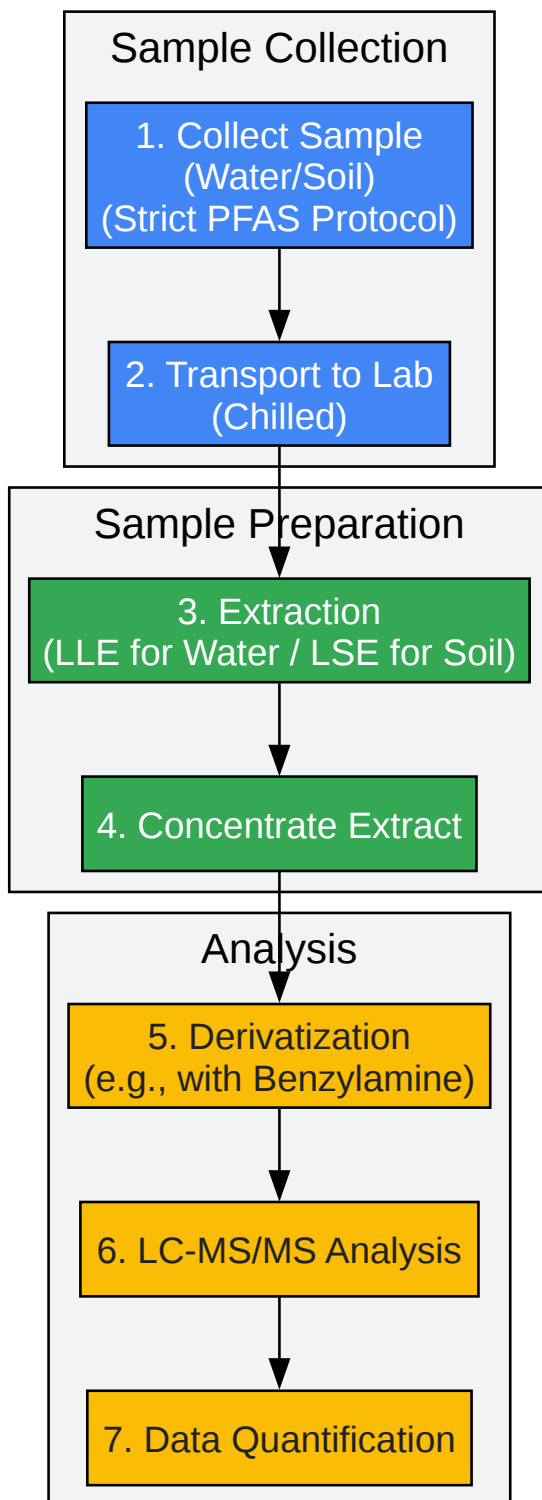 Sample Collection
1. Collect Sample
(Water/Soil)
(Strict PFAS Protocol)
2. Transport to Lab
(Chilled)
Sample Preparation
3. Extraction
(LLE for Water / LSE for Soil)
4. Concentrate Extract
Analysis
5. Derivatization
(e.g., with Benzylamine)
6. LC-MS/MS Analysis
7. Data Quantification